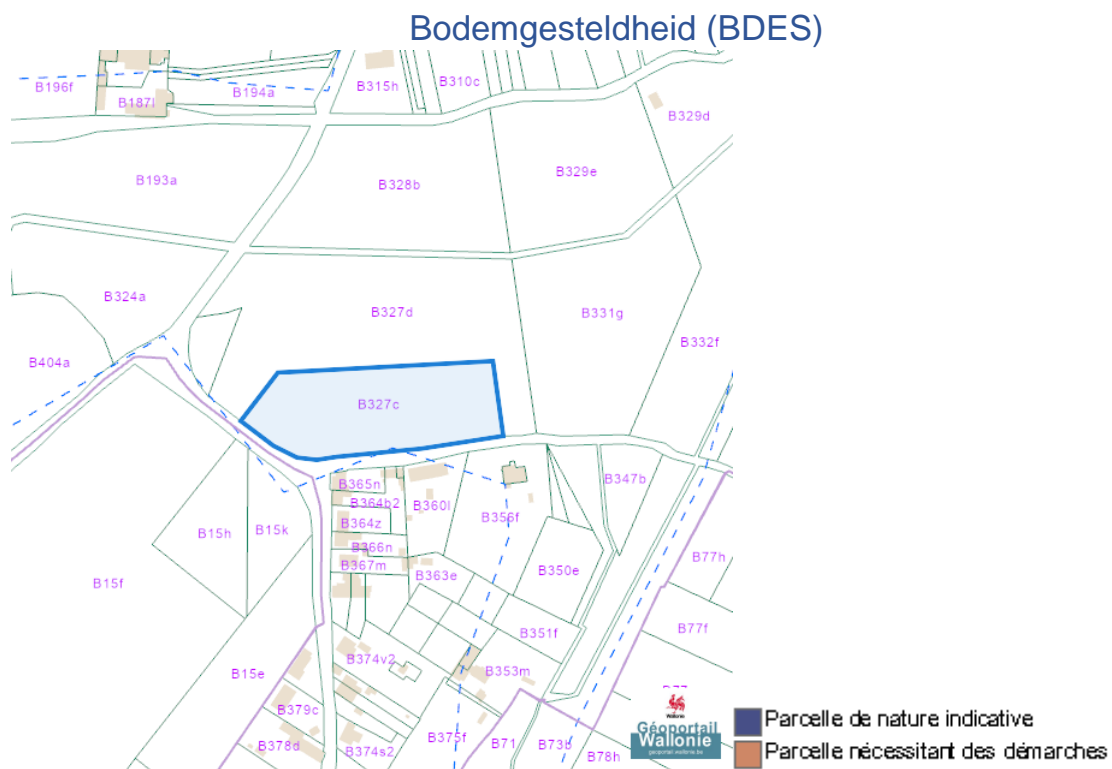 Bodemgesteldheid (BDES)
B196f
B187l
B194a
B315h
B310c
B329d
B193a
B328b
B329e
B324a
B327d
B331g
B404a
B332f
B327c
B365n
B364b2
B360l
B356f
B347b
B364z
B15h
B15k
B366n
B367m
B363e
B350e
B77h
B15f
B351f
B77f
B374v2
B15e
B353m
B379c
B378d
B374s2
B375f
B71
B73b
B78h
Wallonie
Géoportail
Wallonie
geoportail.wallonie.be
Parcelle de nature indicative
Parcelle nécessitant des démarches